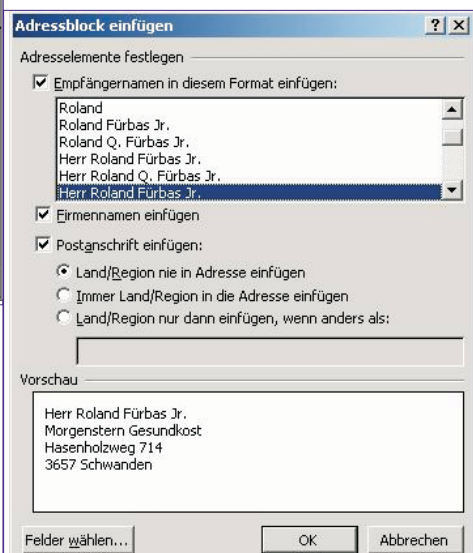 Adressblock einfügen
Adresselemente festlegen
Empfängernamen in diesem Format einfügen:
Roland
Roland Fürbas Jr.
Roland Q. Fürbas Jr.
Herr Roland Fürbas Jr.
Herr Roland Q. Fürbas Jr.
Herr Roland Fürbas Jr.
Firmennamen einfügen
Postanschrift einfügen:
Land/Region nie in Adresse einfügen
Immer Land/Region in die Adresse einfügen
Land/Region nur dann einfügen, wenn anders als:
Vorschau
Herr Roland Fürbas Jr.
Morgenstern Gesundkost
Hasenholzweg 714
3657 Schwanden
Felder wählen... OK Abbrechen